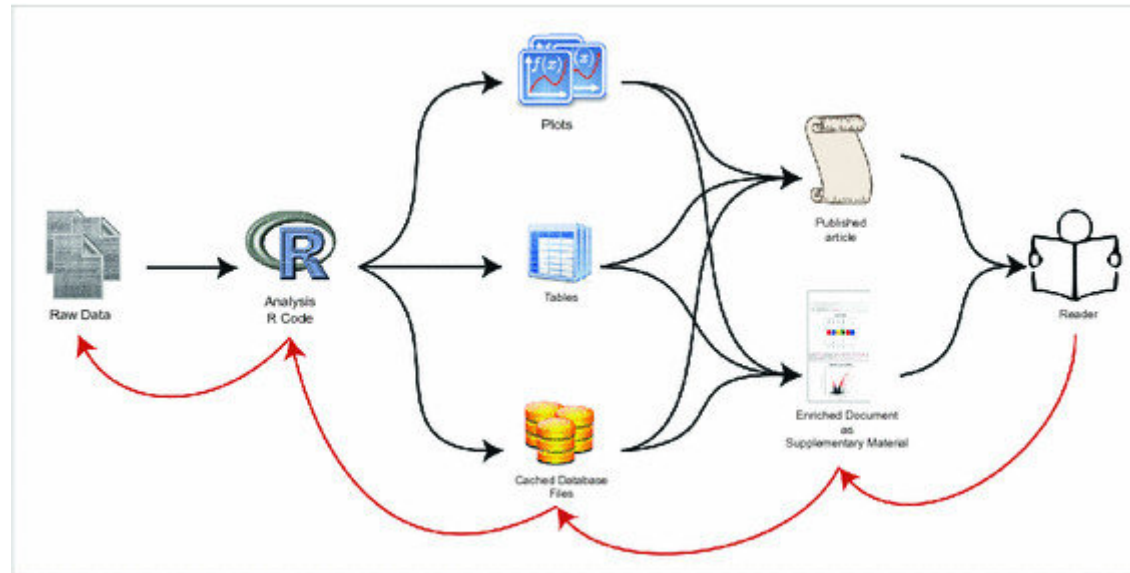 f(x)
x)
Plots
Published
article
R
Raw Data
Analysis
R Code
Tables
Reader
Enriched Document
as
Supplementary Material
Cached Database
Files